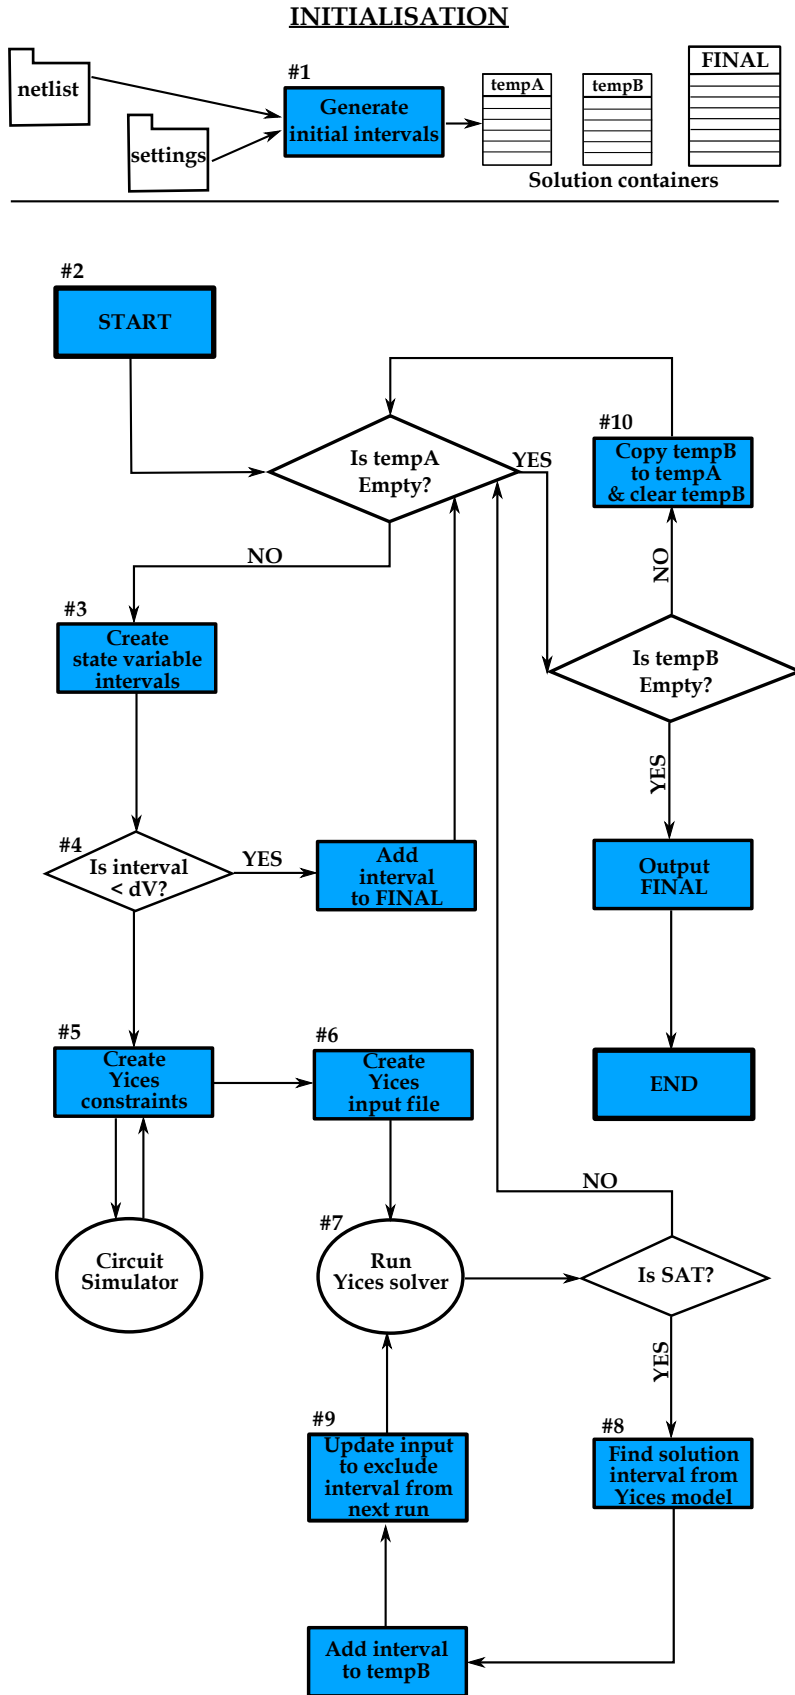 INITIALISATION
netlist
settings
#1
Generate
initial intervals
tempA
tempB
FINAL
Solution containers
#2
START
Is tempA
Empty?
YES
NO
#10
Copy tempB
to tempA
& clear tempB
NO
Is tempB
Empty?
YES
#3
Create
state variable
intervals
#4
Is interval
< dV?
YES
Add
interval
to FINAL
Output
FINAL
END
#5
Create
Yices
constraints
#6
Create
Yices
input file
Circuit
Simulator
#7
Run
Yices solver
NO
Is SAT?
YES
#8
Find solution
interval from
Yices model
#9
Update input
to exclude
interval from
next run
Add interval
to tempB